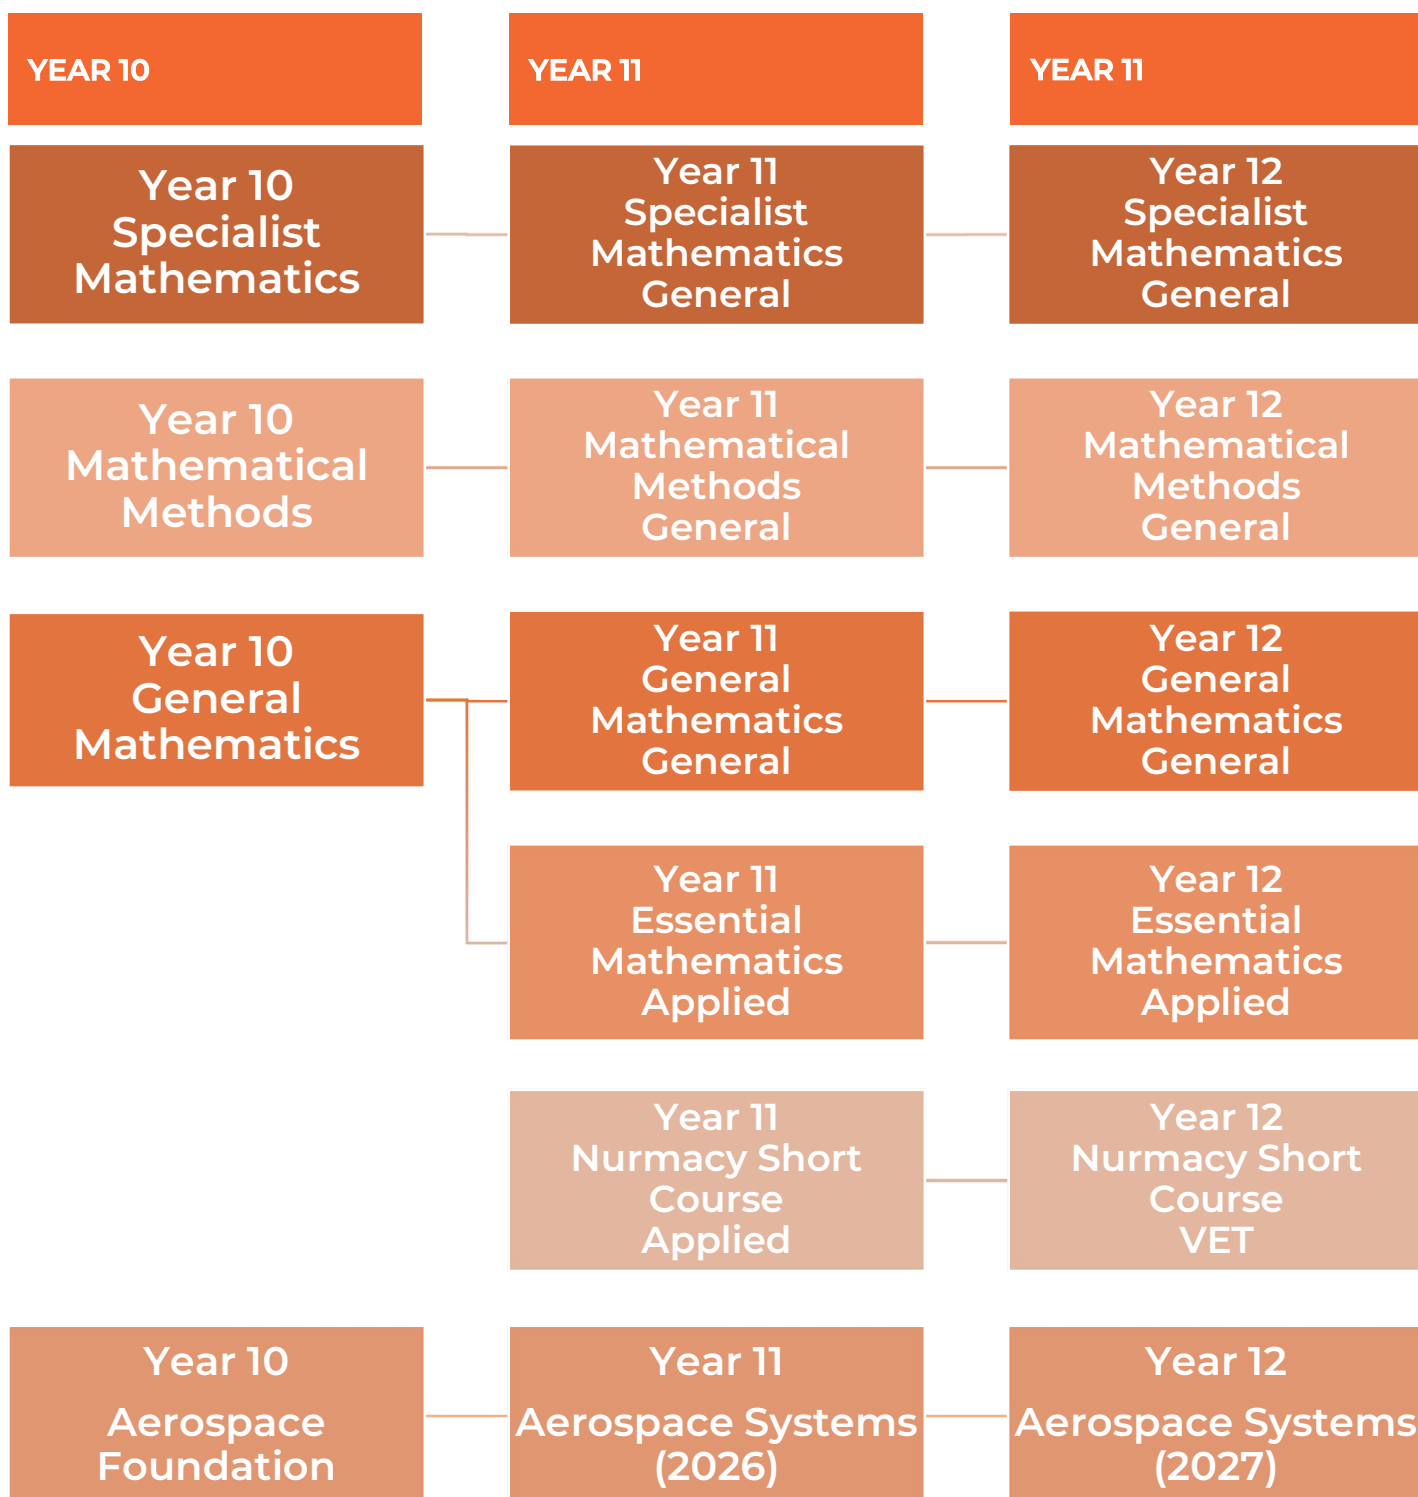 YEAR 10
YEAR 11
YEAR 11
Year 10
Specialist
Mathematics
Year 11
Specialist
Mathematics
General
Year 12
Specialist
Mathematics
General
Year 10
Mathematical
Methods
Year 11
Mathematical
Methods
General
Year 12
Mathematical
Methods
General
Year 10
General
Mathematics
Year 11
General
Mathematics
General
Year 12
General
Mathematics
General
Year 11
Essential
Mathematics
Applied
Year 12
Essential
Mathematics
Applied
Year 11
Nurmacy Short
Course
Applied
Year 12
Nurmacy Short
Course
VET
Year 10
Aerospace
Foundation
Year 11
Aerospace Systems
(2026)
Year 12
Aerospace Systems
(2027)